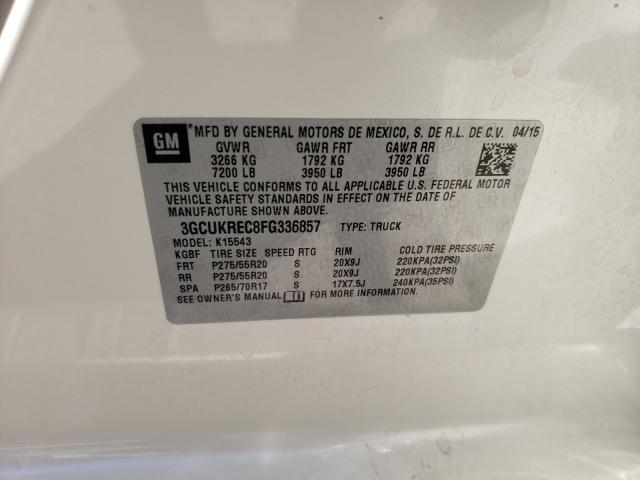 GM *MFD BY GENERAL MOTORS DE MEXICO, S. DE R.L. DE C.V. 04/15
GVWR GAWR FRT GAWR RR
3266 KG 1792 KG 1792 KG
7200 LB 3950 LB 3950 LB
THIS VEHICLE CONFORMS TO ALL APPLICABLE U.S. FEDERAL MOTOR
VEHICLE SAFETY STANDARDS IN EFFECT ON THE DATE OF
MANUFACTURE SHOWN ABOVE.
3GCUKREC8FG336857 TYPE: TRUCK
MODEL: K15543
KGBF TIRE SIZE SPEED RTG RIM COLD TIRE PRESSURE
FRT P275/55R20 S 20X9J 220KPA(32PSI)
RR P275/55R20 S 20X9J 220KPA(32PSI)
SPA P265/70R17 S 17X7.5J 240KPA(35PSI)
SEE OWNER'S MANUAL FOR MORE INFORMATION.